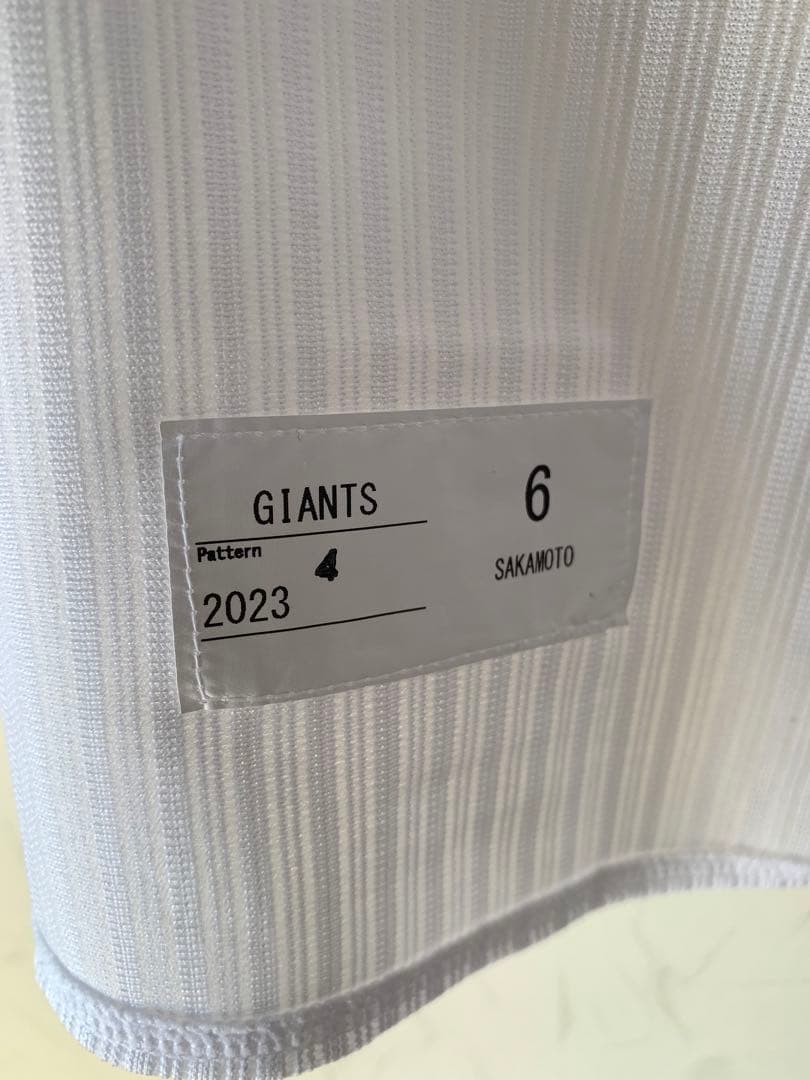 GIANTS
Pattern 4
2023
6
SAKAMOTO